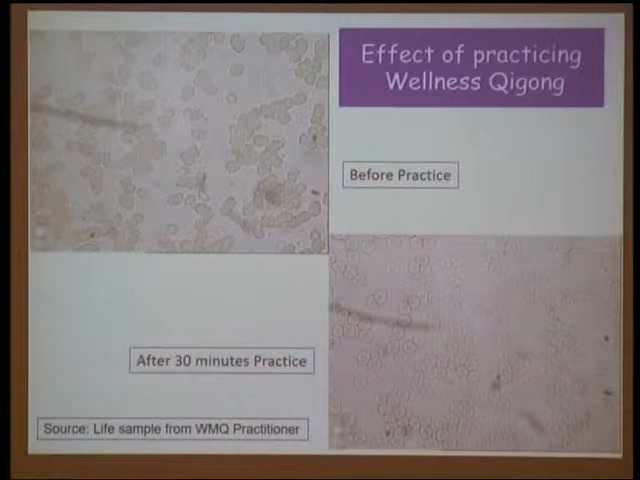 Effect of practicing
Wellness Qigong
Before Practice
After 30 minutes Practice
Source: Life sample from WMQ Practitioner